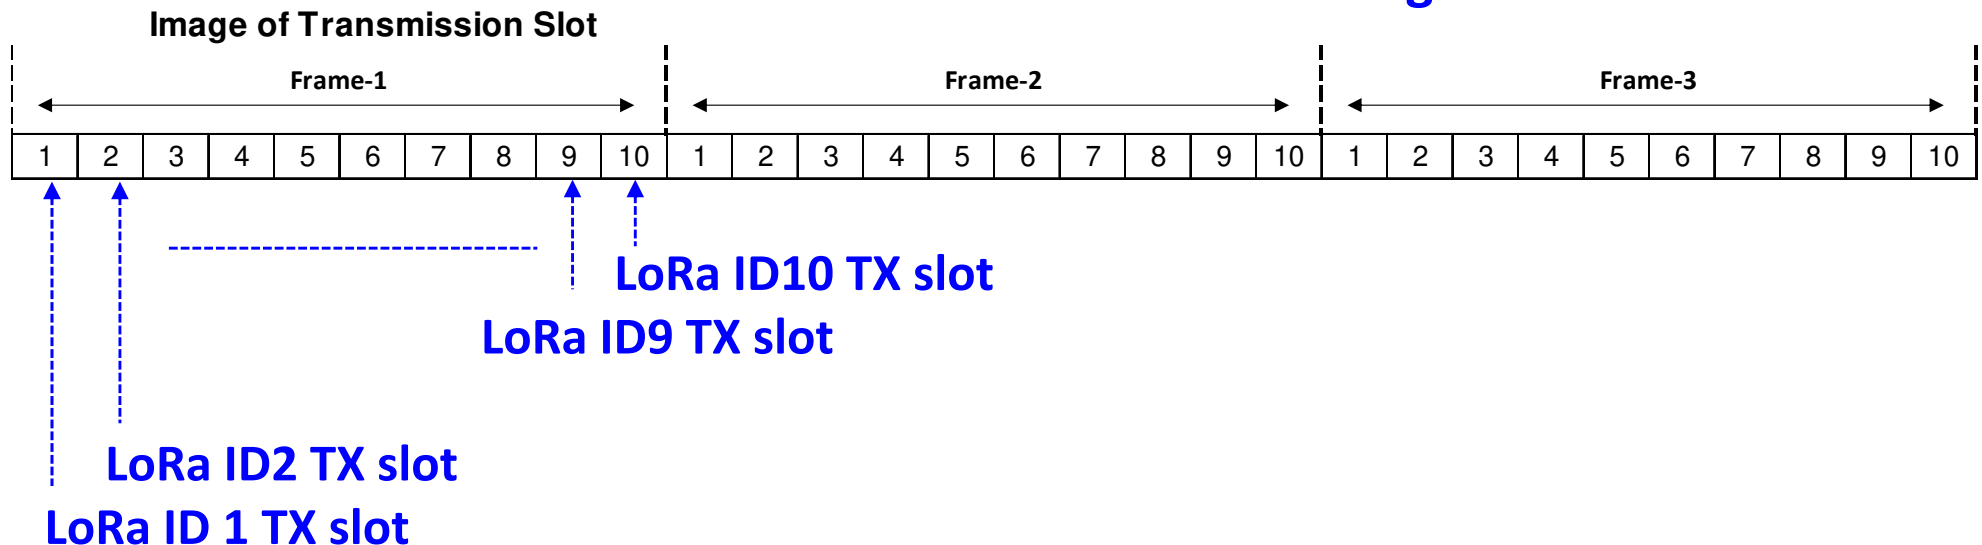 Image of Transmission Slot
Frame-1 Frame-2 Frame-3
1 2 3 4 5 6 7 8 9 10 1 2 3 4 5 6 7 8 9 10 1 2 3 4 5 6 7 8 9 10
LoRa ID10 TX slot
LoRa ID9 TX slot
LoRa ID2 TX slot
LoRa ID 1 TX slot